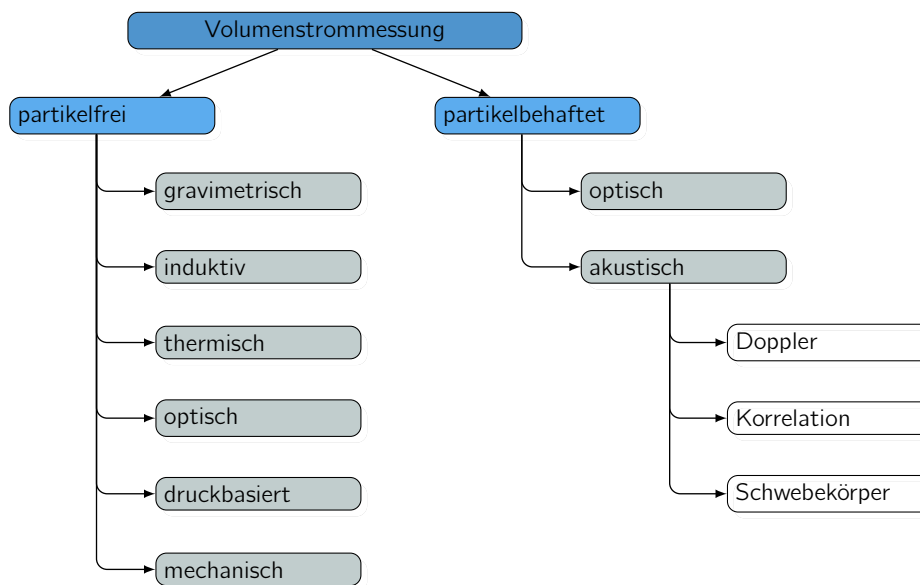 Volumenstrommessung
partikelfrei
partikelbehaftet
gravimetrisch
induktiv
thermisch
optisch
druckbasiert
mechanisch
optisch
akustisch
Doppler
Korrelation
Schwebekörper